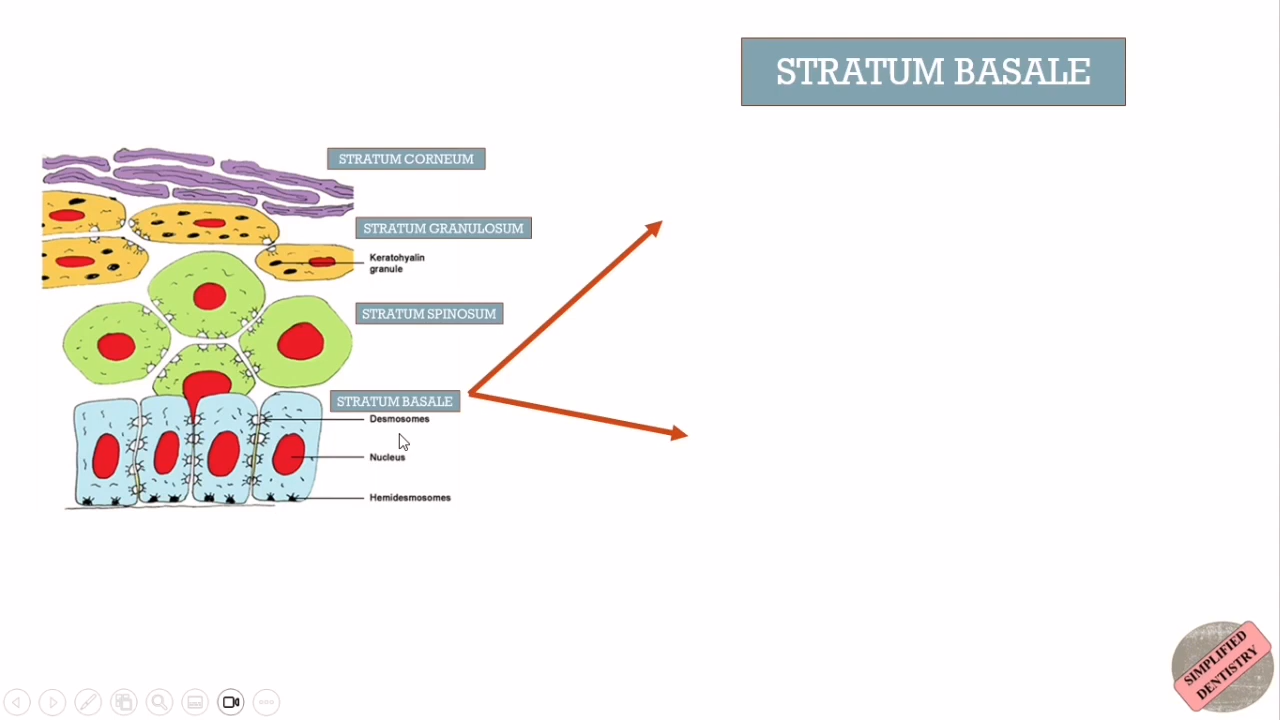 STRATUM BASALE
STRATUM CORNEUM
STRATUM GRANULOSUM
Keratohyalin
granule
STRATUM SPINOSUM
STRATUM BASALE
Desmosomes
Nucleus
Hemidesmosomes
SIMPLIFIED
DENTISTRY